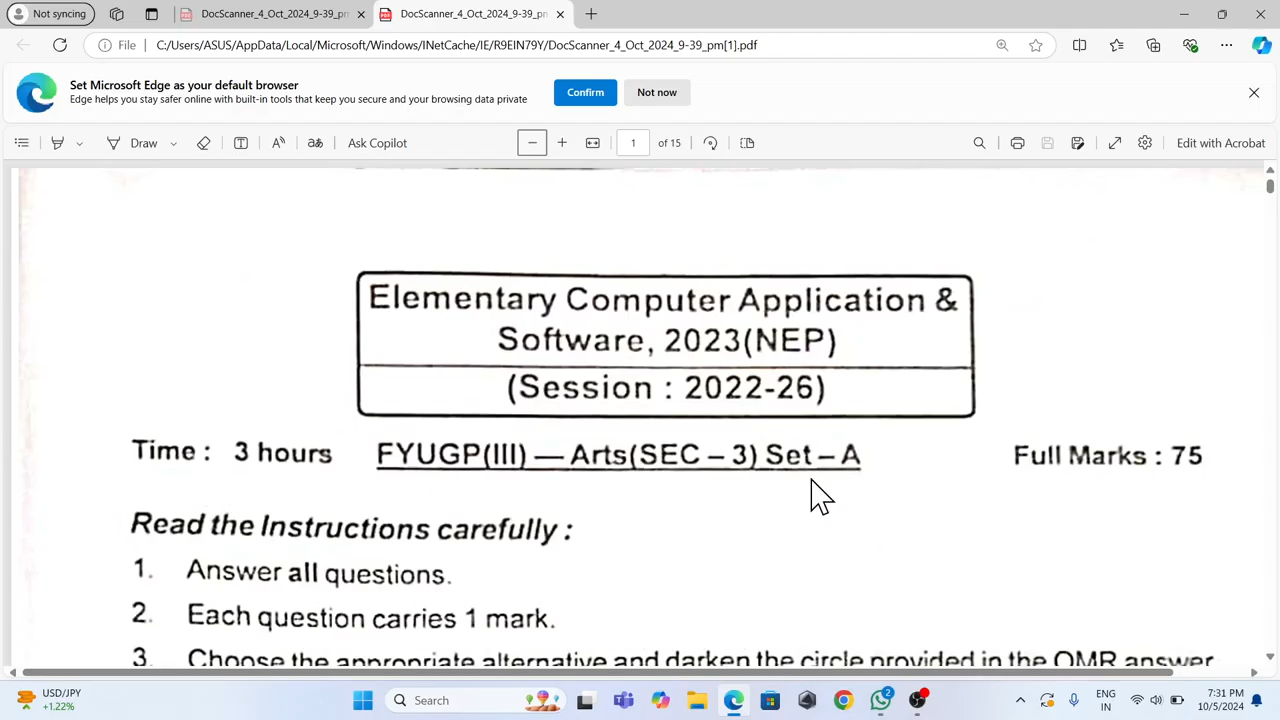 Not syncing
DocScanner_4_Oct_2024_9-39_pm
DocScanner_4_Oct_2024_9-39_pm
File
C:/Users/ASUS/AppData/Local/Microsoft/Windows/INetCache/IE/R9EIN79Y/DocScanner_4_Oct_2024_9-39_pm[1].pdf
Set Microsoft Edge as your default browser
Edge helps you stay safer online with built-in tools that keep you secure and your browsing data private
Confirm
Not now
Draw
Ask Copilot
1 of 15
Edit with Acrobat
Elementary Computer Application &
Software, 2023(NEP)
(Session : 2022-26)
Time : 3 hours FYUGP(III) — Arts(SEC – 3) Set – A Full Marks : 75
Read the Instructions carefully :
1. Answer all questions.
2. Each question carries 1 mark.
3. Choose the appropriate alternative and darken the circle provided in the OMR answer
USD/JPY
+1.22%
Search
2
ENG
IN
7:31 PM
10/5/2024